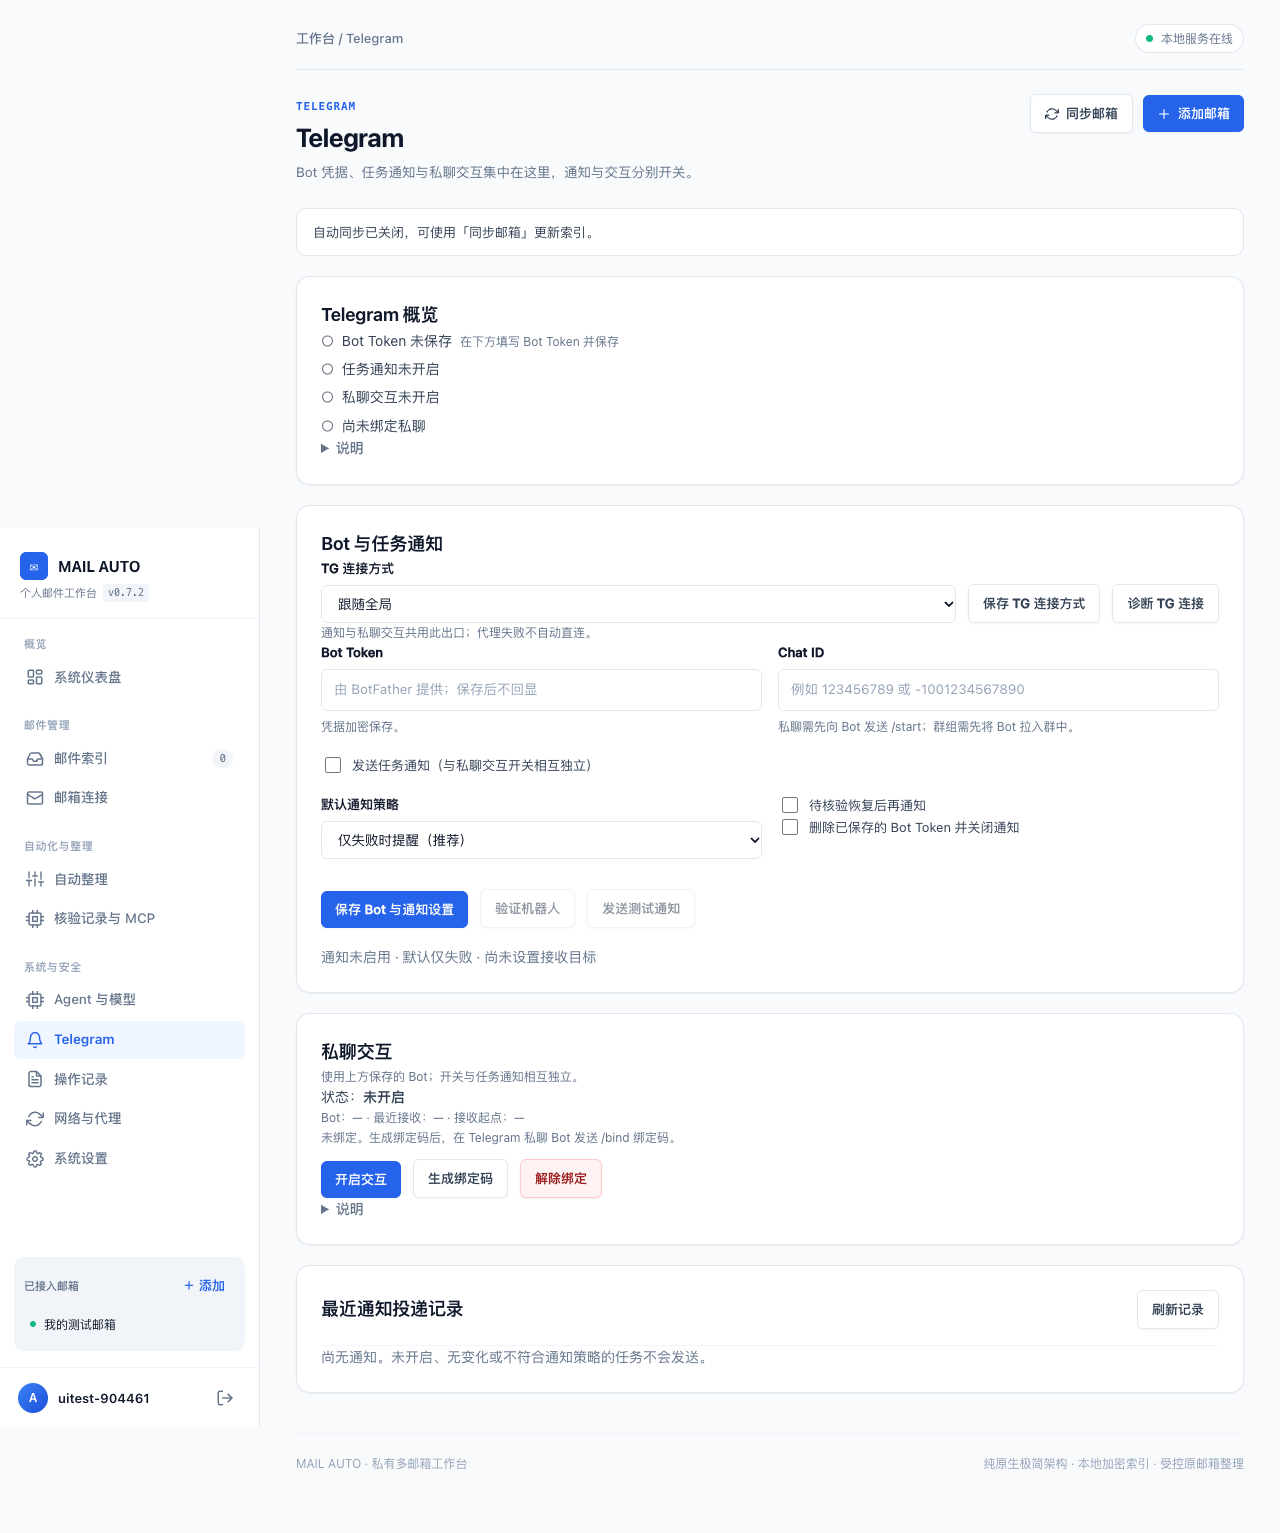 工作台 / Telegram
本地服务在线
TELEGRAM
Telegram
Bot 凭据、任务通知与私聊交互集中在这里，通知与交互分别开关。
同步邮箱
添加邮箱
自动同步已关闭，可使用「同步邮箱」更新索引。
Telegram 概览
Bot Token 未保存 在下方填写 Bot Token 并保存
任务通知未开启
私聊交互未开启
尚未绑定私聊
说明
Bot 与任务通知
TG 连接方式
跟随全局
保存 TG 连接方式
诊断 TG 连接
通知与私聊交互共用此出口；代理失败不自动直连。
Bot Token
由 BotFather 提供；保存后不回显
凭据加密保存。
Chat ID
例如 123456789 或 -1001234567890
私聊需先向 Bot 发送 /start；群组需先将 Bot 拉入群中。
发送任务通知（与私聊交互开关相互独立）
默认通知策略
仅失败时提醒（推荐）
待核验恢复后再通知
删除已保存的 Bot Token 并关闭通知
保存 Bot 与通知设置
验证机器人
发送测试通知
通知未启用 · 默认仅失败 · 尚未设置接收目标
私聊交互
使用上方保存的 Bot；开关与任务通知相互独立。
状态：未开启
Bot：— · 最近接收：— · 接收起点：—
未绑定。生成绑定码后，在 Telegram 私聊 Bot 发送 /bind 绑定码。
开启交互
生成绑定码
解除绑定
说明
最近通知投递记录
刷新记录
尚无通知。未开启、无变化或不符合通知策略的任务不会发送。
MAIL AUTO · 私有多邮箱工作台
纯原生极简架构 · 本地加密索引 · 受控原邮箱整理
MAIL AUTO
个人邮件工作台 v0.7.2
概览
系统仪表盘
邮件管理
邮件索引 0
邮箱连接
自动化与整理
自动整理
核验记录与 MCP
系统与安全
Agent 与模型
Telegram
操作记录
网络与代理
系统设置
已接入邮箱
添加
我的测试邮箱
A
uitest-904461